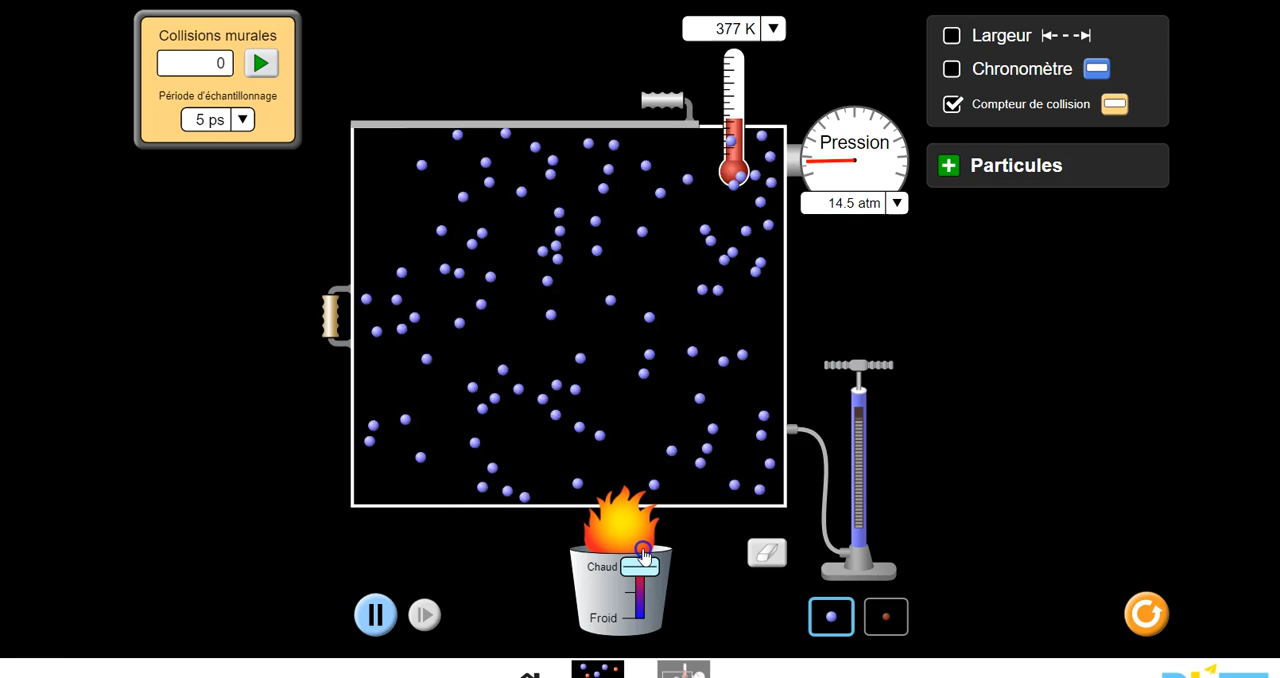 Collisions murales
0
Période d'échantillonnage
5 ps
377 K
Pression
14.5 atm
Largeur
Chronomètre
Compteur de collision
Particules
Chaud
Froid